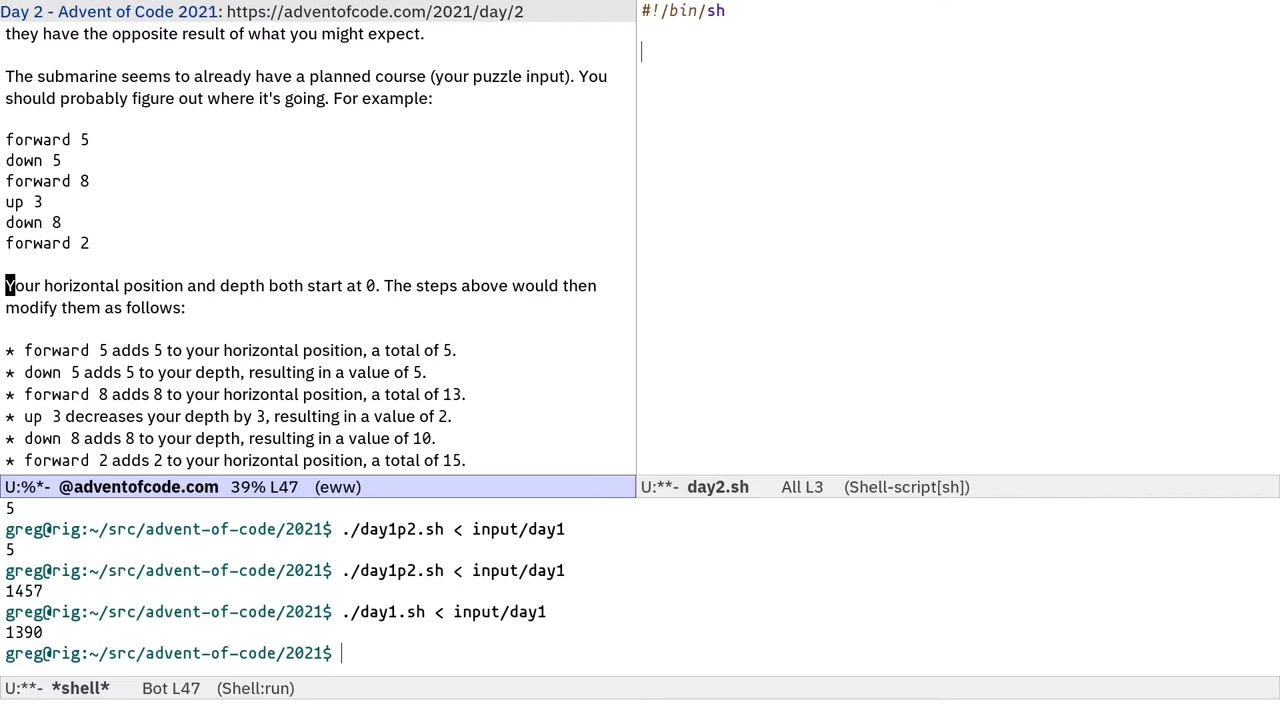 Day 2 - Advent of Code 2021: https://adventofcode.com/2021/day/2
they have the opposite result of what you might expect.
The submarine seems to already have a planned course (your puzzle input). You
should probably figure out where it's going. For example:
forward 5
down 5
forward 8
up 3
down 8
forward 2
Your horizontal position and depth both start at 0. The steps above would then
modify them as follows:
* forward 5 adds 5 to your horizontal position, a total of 5.
* down 5 adds 5 to your depth, resulting in a value of 5.
* forward 8 adds 8 to your horizontal position, a total of 13.
* up 3 decreases your depth by 3, resulting in a value of 2.
* down 8 adds 8 to your depth, resulting in a value of 10.
* forward 2 adds 2 to your horizontal position, a total of 15.
U:%*- @adventofcode.com 39% L47 (eww)
#!/bin/sh
U:**- day2.sh All L3 (Shell-script[sh])
5
greg@rig:~/src/advent-of-code/2021$ ./day1p2.sh < input/day1
5
greg@rig:~/src/advent-of-code/2021$ ./day1p2.sh < input/day1
1457
greg@rig:~/src/advent-of-code/2021$ ./day1.sh < input/day1
1390
greg@rig:~/src/advent-of-code/2021$
U:**- *shell* Bot L47 (Shell:run)